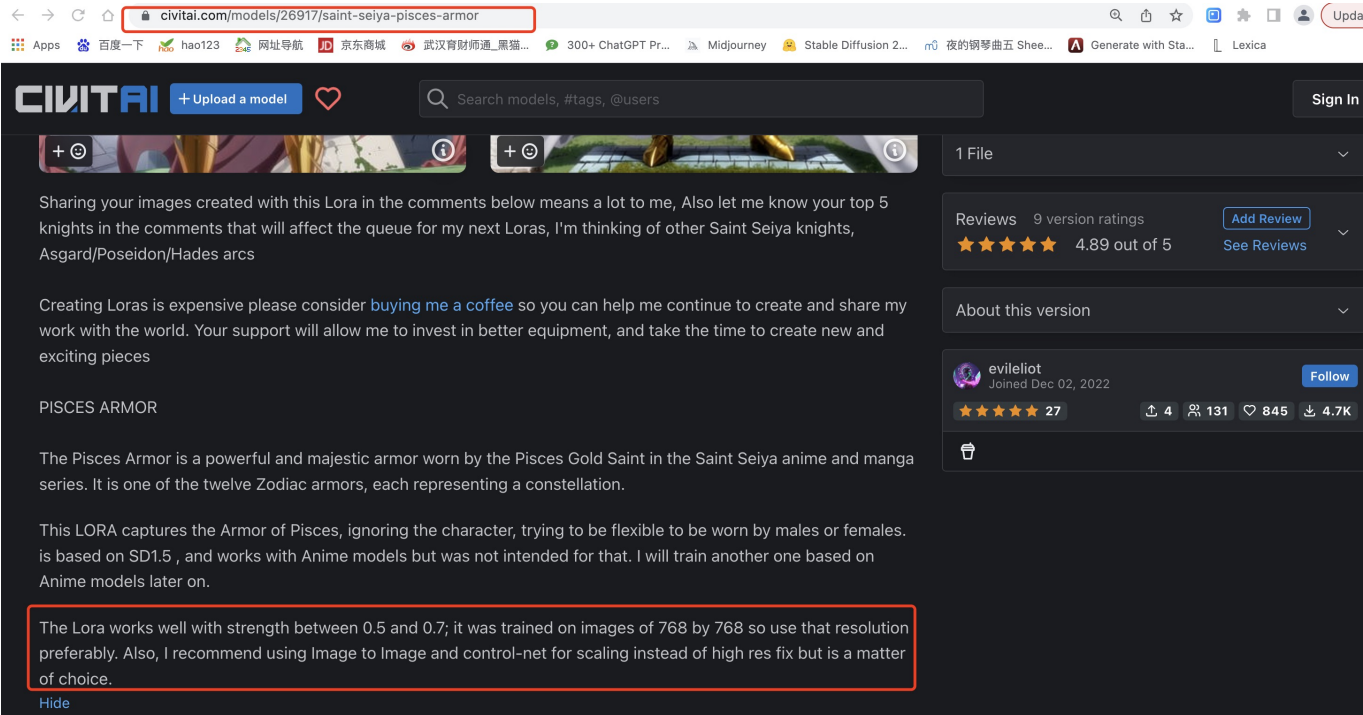 civitai.com/models/26917/saint-seiya-pisces-armor
Upda
Apps 百度一下 hao123 网址导航 京东商城 武汉育财师通_黑猫... 300+ ChatGPT Pr... Midjourney Stable Diffusion 2... 夜的钢琴曲五 Shee... Generate with Sta... Lexica
CIVITAI + Upload a model Search models, #tags, @users Sign In
Sharing your images created with this Lora in the comments below means a lot to me, Also let me know your top 5
knights in the comments that will affect the queue for my next Loras, I'm thinking of other Saint Seiya knights,
Asgard/Poseidon/Hades arcs
Creating Loras is expensive please consider buying me a coffee so you can help me continue to create and share my
work with the world. Your support will allow me to invest in better equipment, and take the time to create new and
exciting pieces
PISCES ARMOR
The Pisces Armor is a powerful and majestic armor worn by the Pisces Gold Saint in the Saint Seiya anime and manga
series. It is one of the twelve Zodiac armors, each representing a constellation.
This LORA captures the Armor of Pisces, ignoring the character, trying to be flexible to be worn by males or females.
is based on SD1.5 , and works with Anime models but was not intended for that. I will train another one based on
Anime models later on.
The Lora works well with strength between 0.5 and 0.7; it was trained on images of 768 by 768 so use that resolution
preferably. Also, I recommend using Image to Image and control-net for scaling instead of high res fix but is a matter
of choice.
Hide
1 File
Reviews 9 version ratings Add Review
4.89 out of 5 See Reviews
About this version
evileliot Follow
Joined Dec 02, 2022
27 4 131 845 4.7K